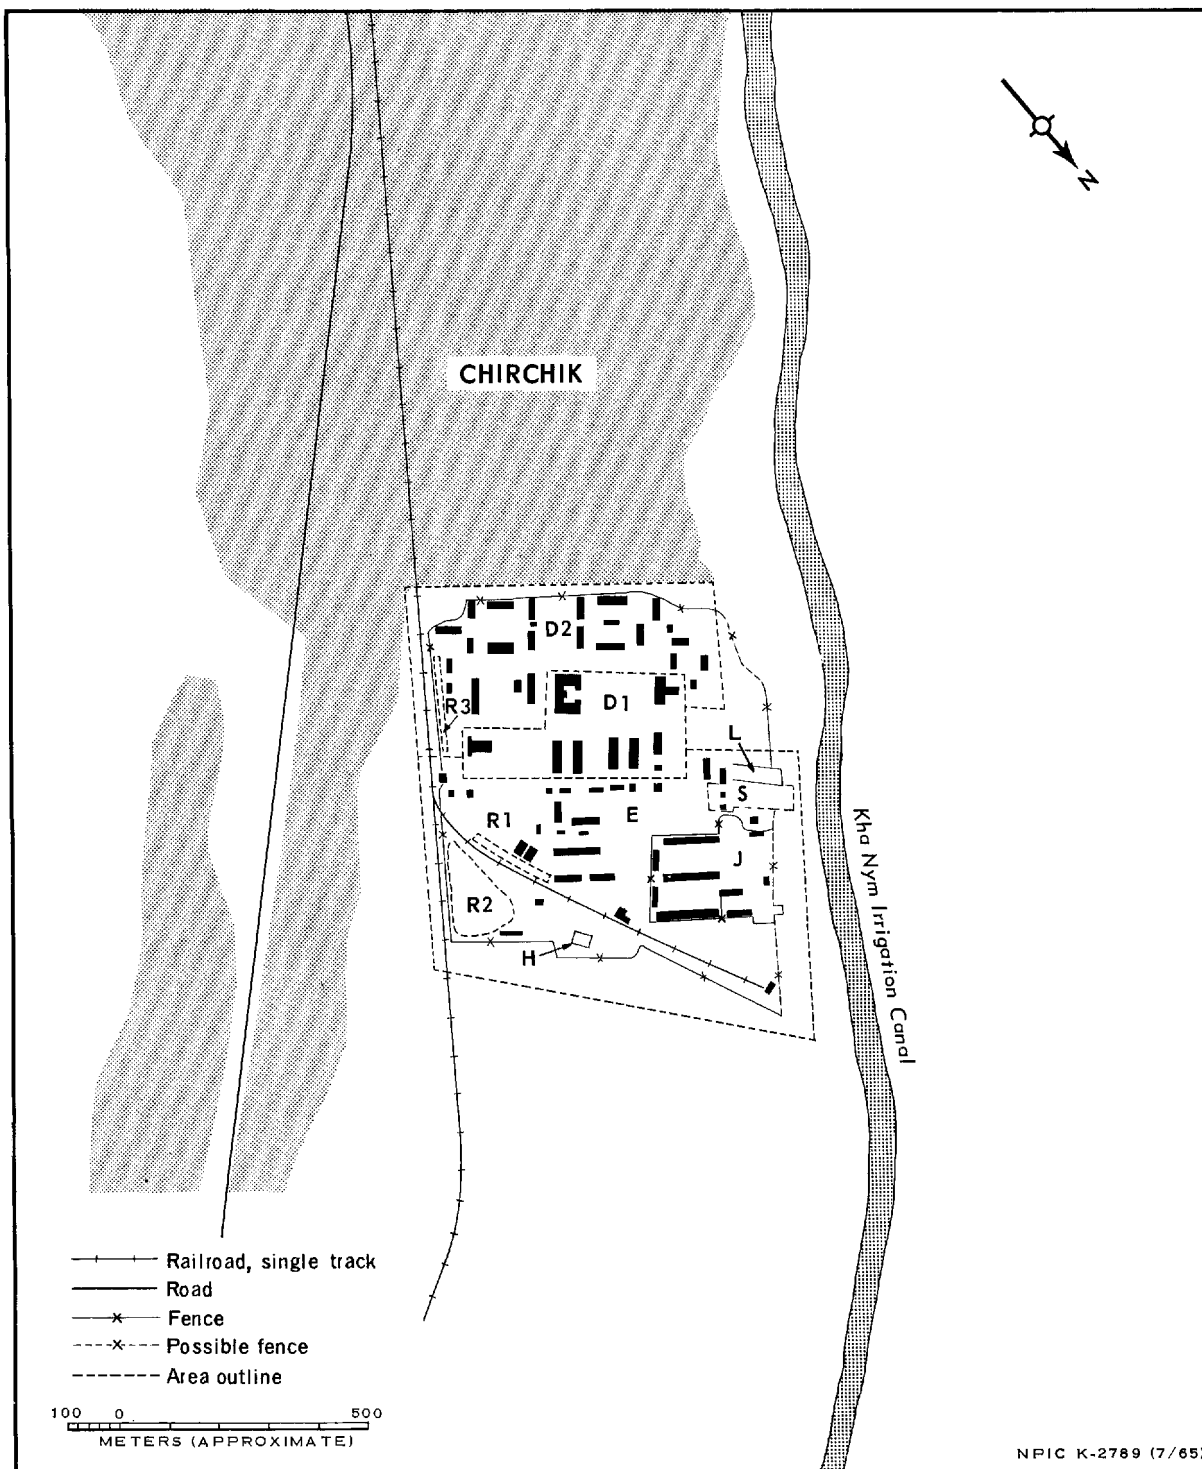 N
CHIRCHIK
D2
R3
D1
L
S
R1
E
J
R2
H
Kha Nym Irrigation Canal
Railroad, single track
Road
Fence
Possible fence
Area outline
100 0 500
METERS (APPROXIMATE)
NPIC K-2789 (7/65)